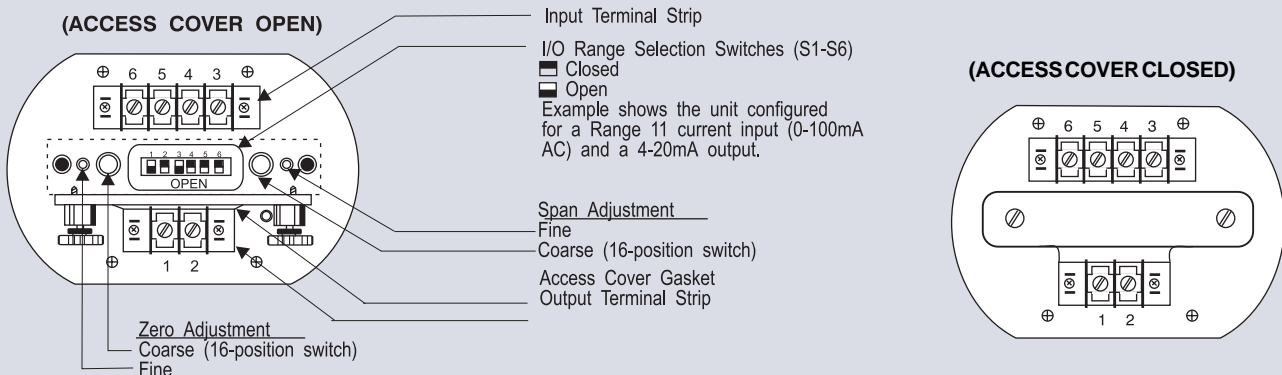 (ACCESS COVER OPEN)
6 5 4 3
1 2 3 4 5 6
OPEN
1 2
Zero Adjustment
Coarse (16-position switch)
Fine
Input Terminal Strip
I/O Range Selection Switches (S1-S6)
Closed
Open
Example shows the unit configured
for a Range 11 current input (0-100mA
AC) and a 4-20mA output.
Span Adjustment
Fine
Coarse (16-position switch)
Access Cover Gasket
Output Terminal Strip
(ACCESS COVER CLOSED)
6 5 4 3
1 2